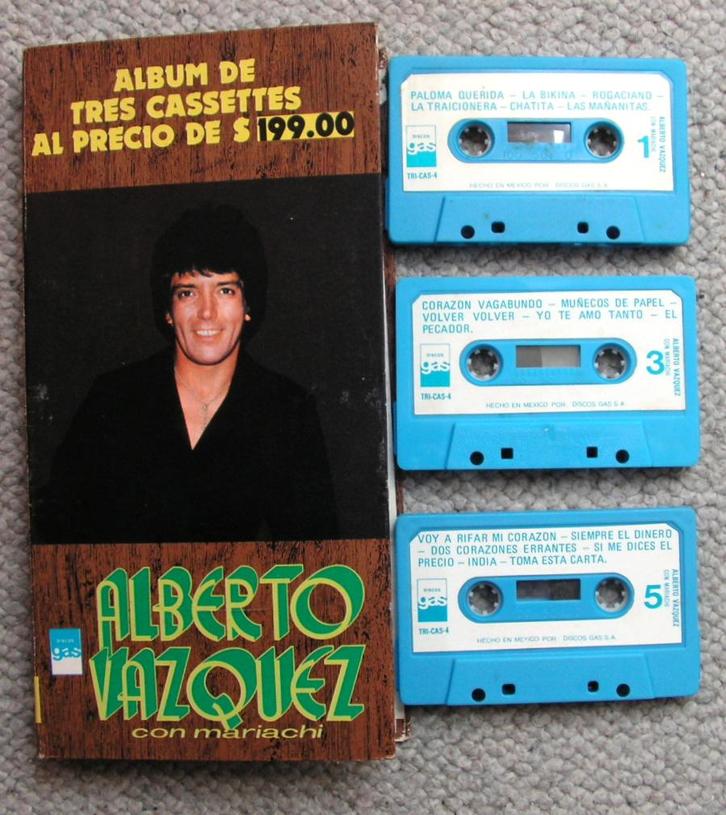 ALBUM DE
TRES CASSETTES
AL PRECIO DE $ 199.00
DISCOS
gas
ALBERTO
VAZQUEZ
con mariachi
PALOMA QUERIDA – LA BIKINA – ROGACIANO –
LA TRAICIONERA – CHATITA – LAS MAÑANITAS.
DISCOS
gas
TRI-CAS-4
1
ALBERTO VAZQUEZ
CON MARIACHI
HECHO EN MEXICO POR: DISCOS GAS S.A.
CORAZON VAGABUNDO – MUÑECOS DE PAPEL –
VOLVER VOLVER – YO TE AMO TANTO – EL
PECADOR.
DISCOS
gas
TRI-CAS-4
3
ALBERTO VAZQUEZ
CON MARIACHI
HECHO EN MEXICO POR: DISCOS GAS S.A.
VOY A RIFAR MI CORAZON – SIEMPRE EL DINERO
– DOS CORAZONES ERRANTES – SI ME DICES EL
PRECIO – INDIA – TOMA ESTA CARTA.
DISCOS
gas
TRI-CAS-4
5
ALBERTO VAZQUEZ
CON MARIACHI
HECHO EN MEXICO POR: DISCOS GAS S.A.